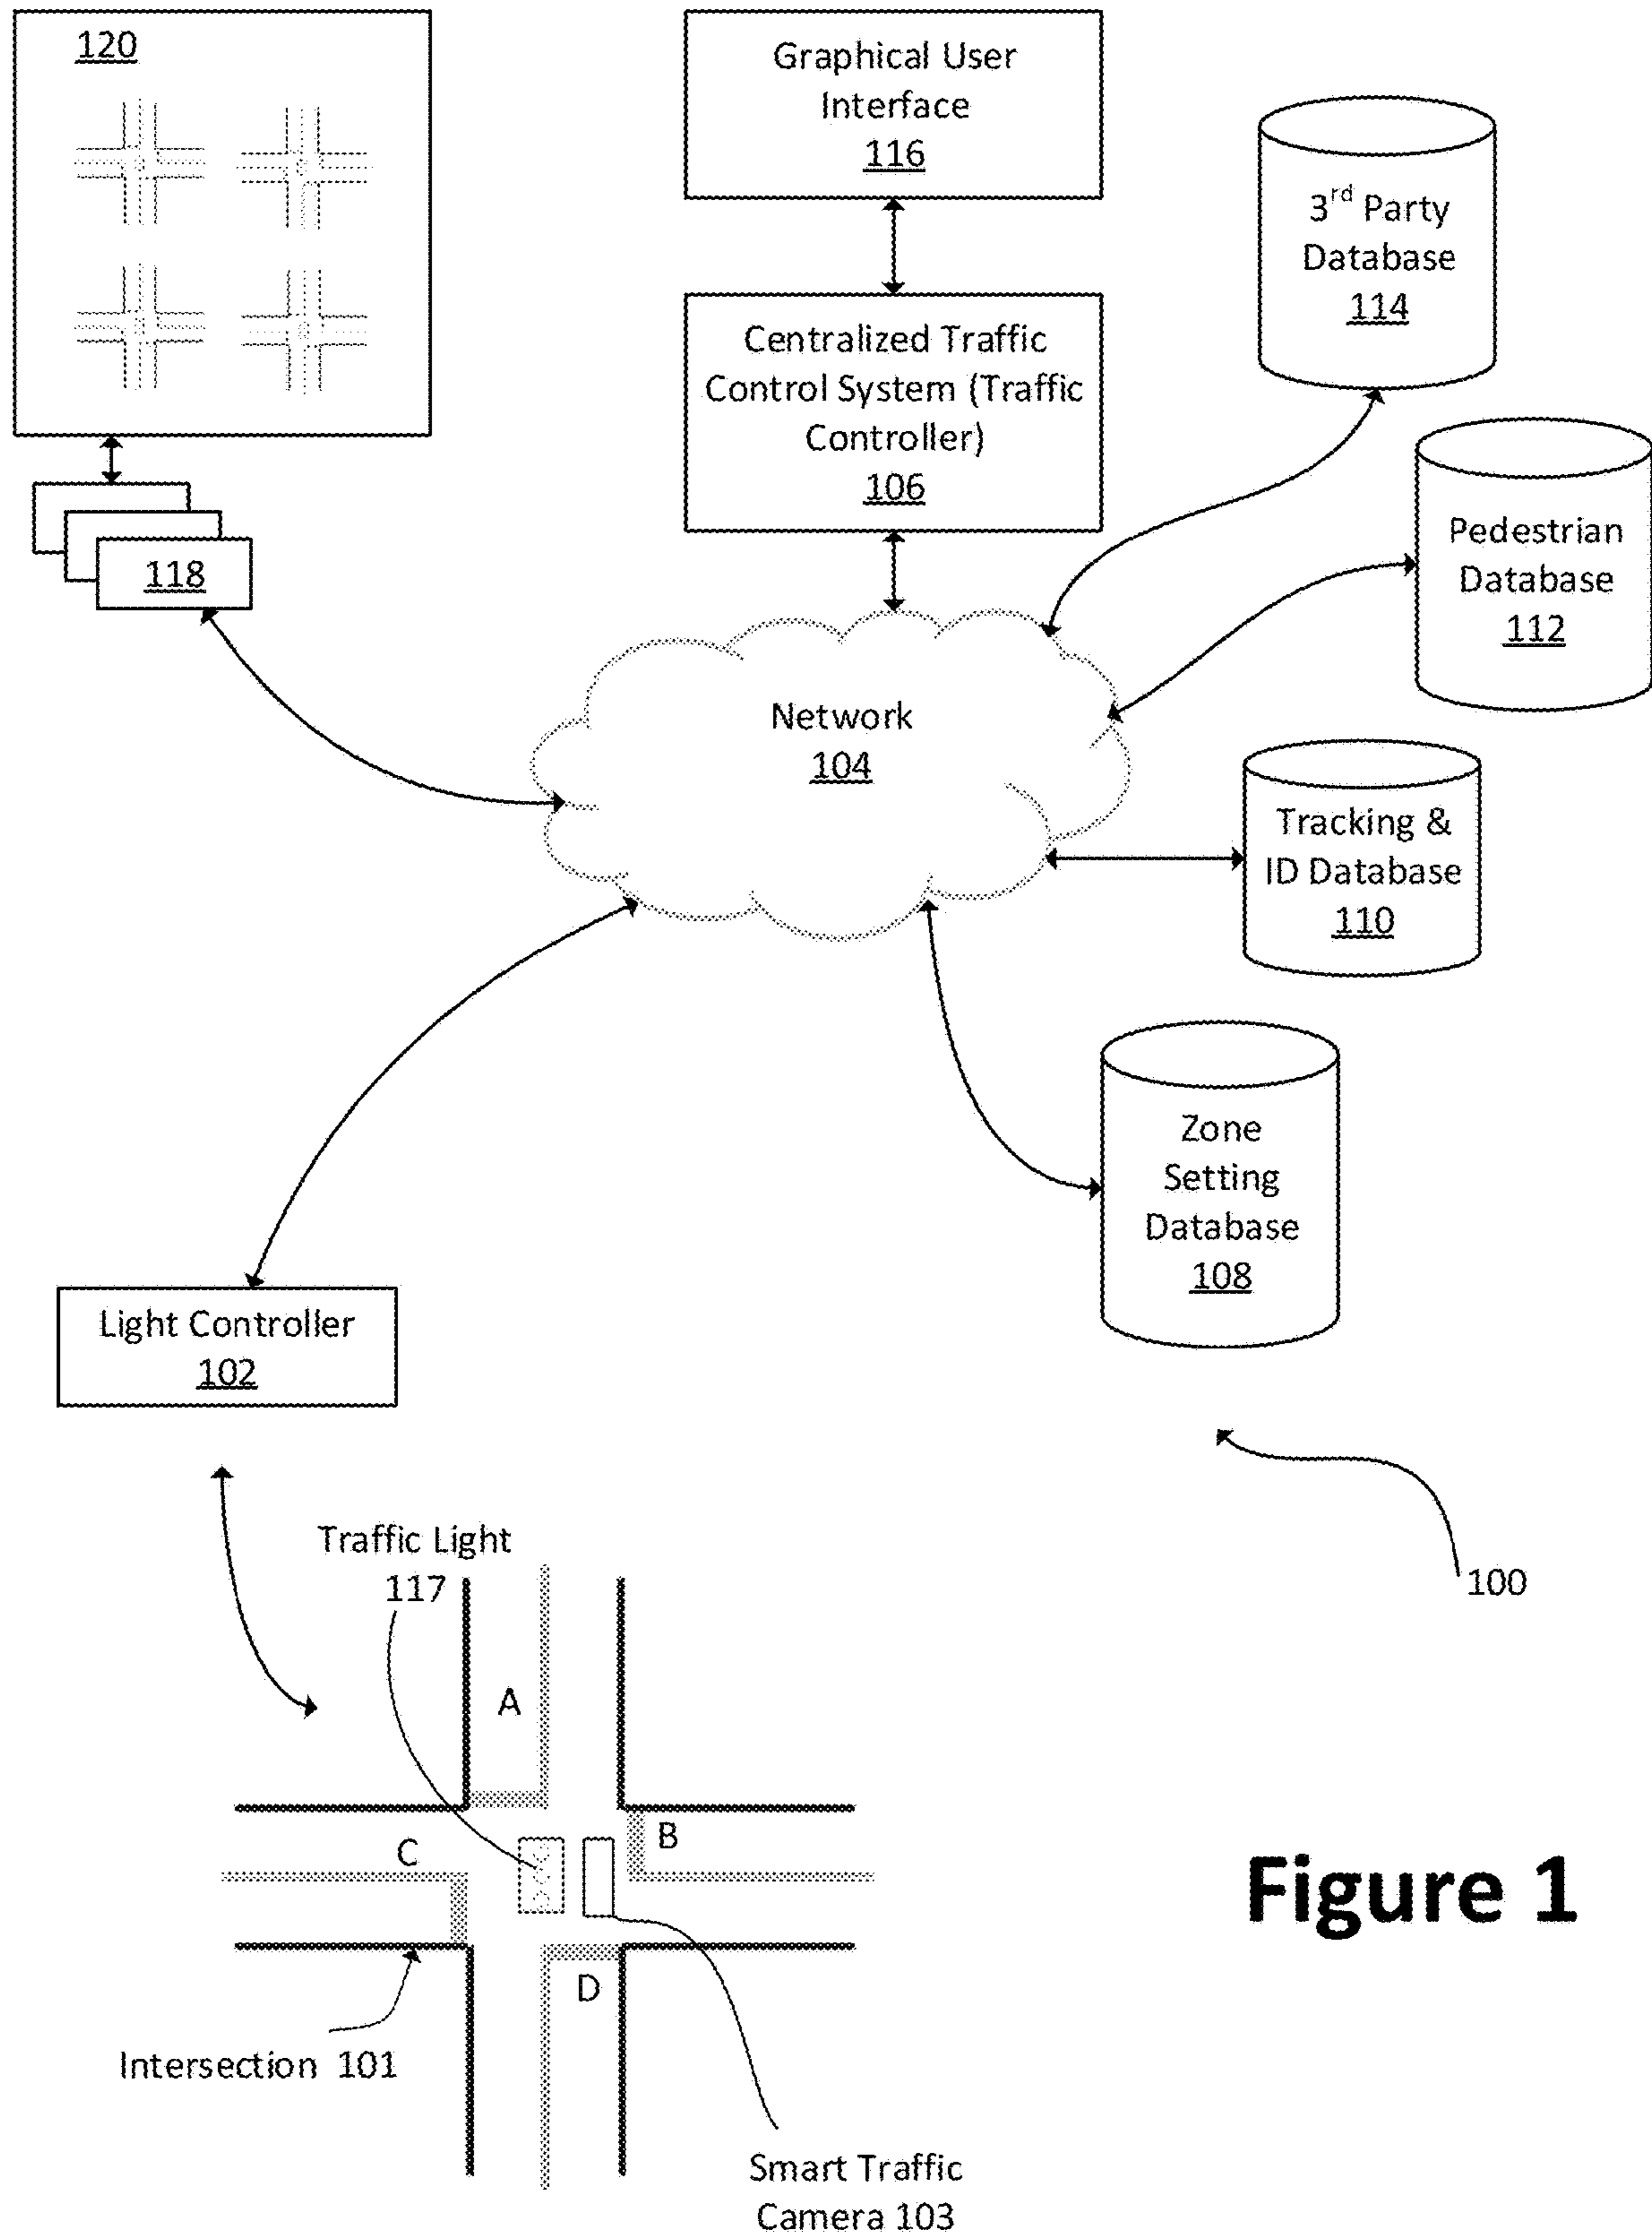 120
Graphical User
Interface
116
3rd Party
Database
114
Centralized Traffic
Control System (Traffic
Controller)
106
Pedestrian
Database
112
118
Network
104
Tracking &
ID Database
110
Zone
Setting
Database
108
Light Controller
102
Traffic Light
117
100
A
B
C
D
Figure 1
Intersection 101
Smart Traffic
Camera 103